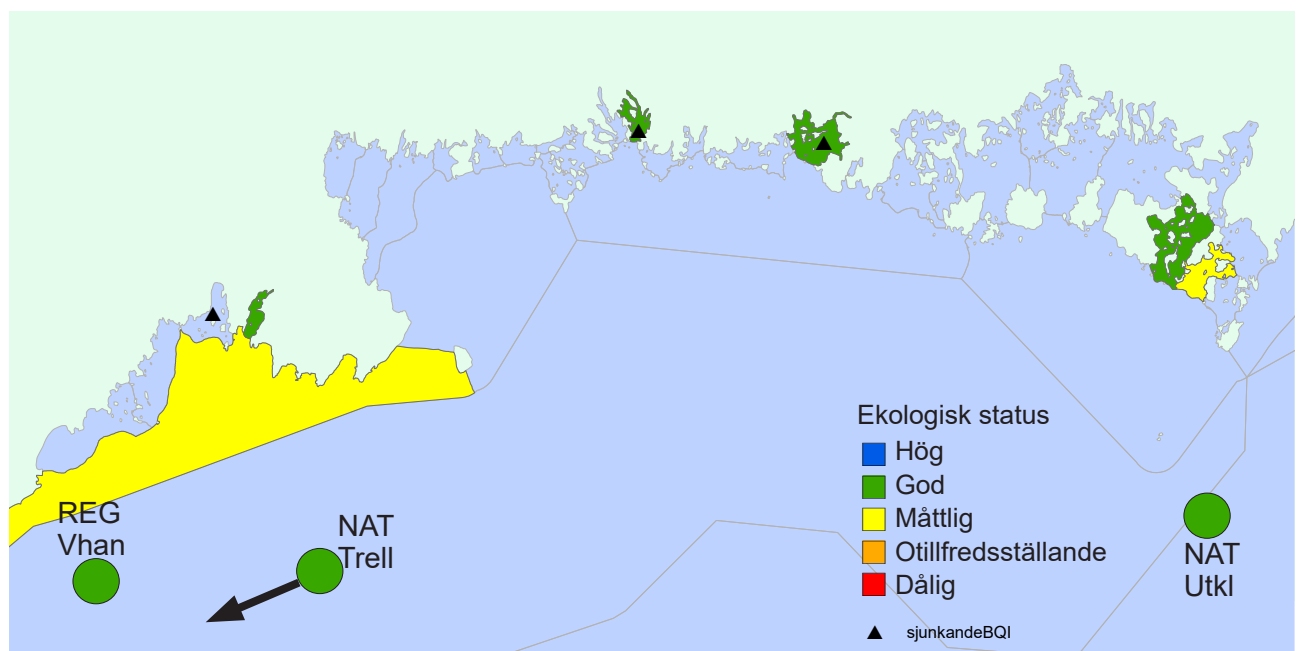 REG
Vhan
NAT
Trell
Ekologisk status
Hög
God
Måttlig
Otillfredsställande
Dålig
sjunkandeBQI
NAT
Utkl